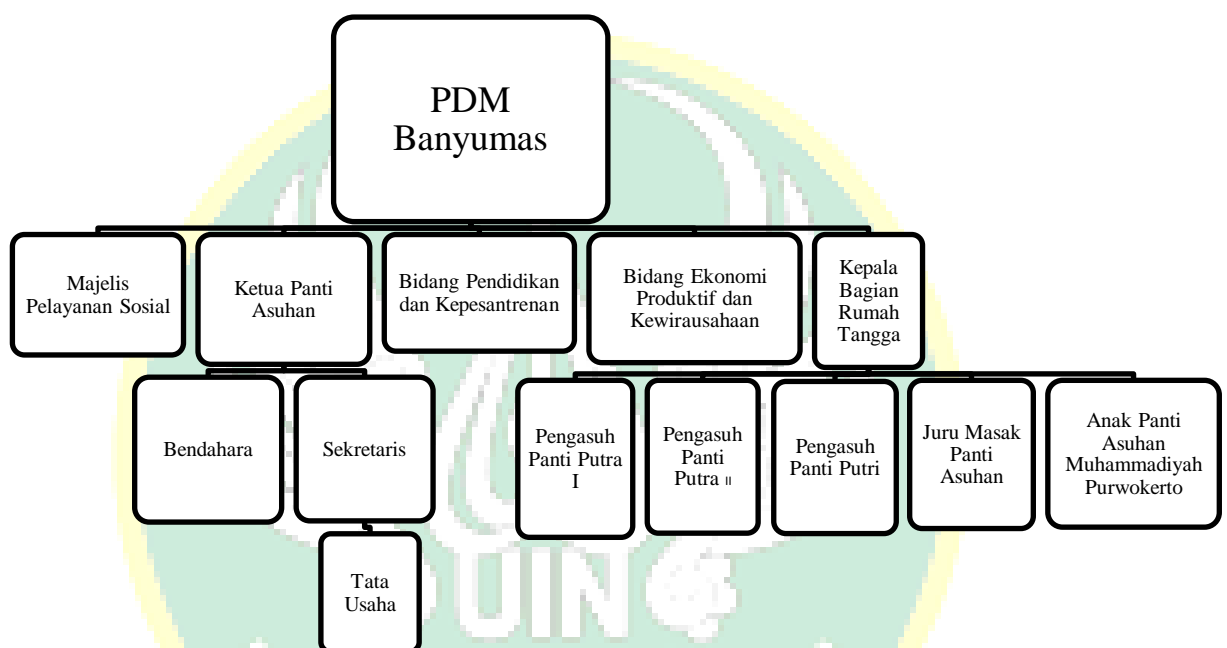 PDM
Banyumas
Majelis
Pelayanan Sosial
Ketua Panti
Asuhan
Bidang Pendidikan
dan Kepesantrenan
Bidang Ekonomi
Produktif dan
Kewirausahaan
Kepala
Bagian
Rumah
Tangga
Bendahara
Sekretaris
Pengasuh
Panti Putra
I
Pengasuh
Panti
Putra II
Pengasuh
Panti Putri
Juru Masak
Panti
Asuhan
Anak Panti
Asuhan
Muhammadiyah
Purwokerto
Tata
Usaha
UIN